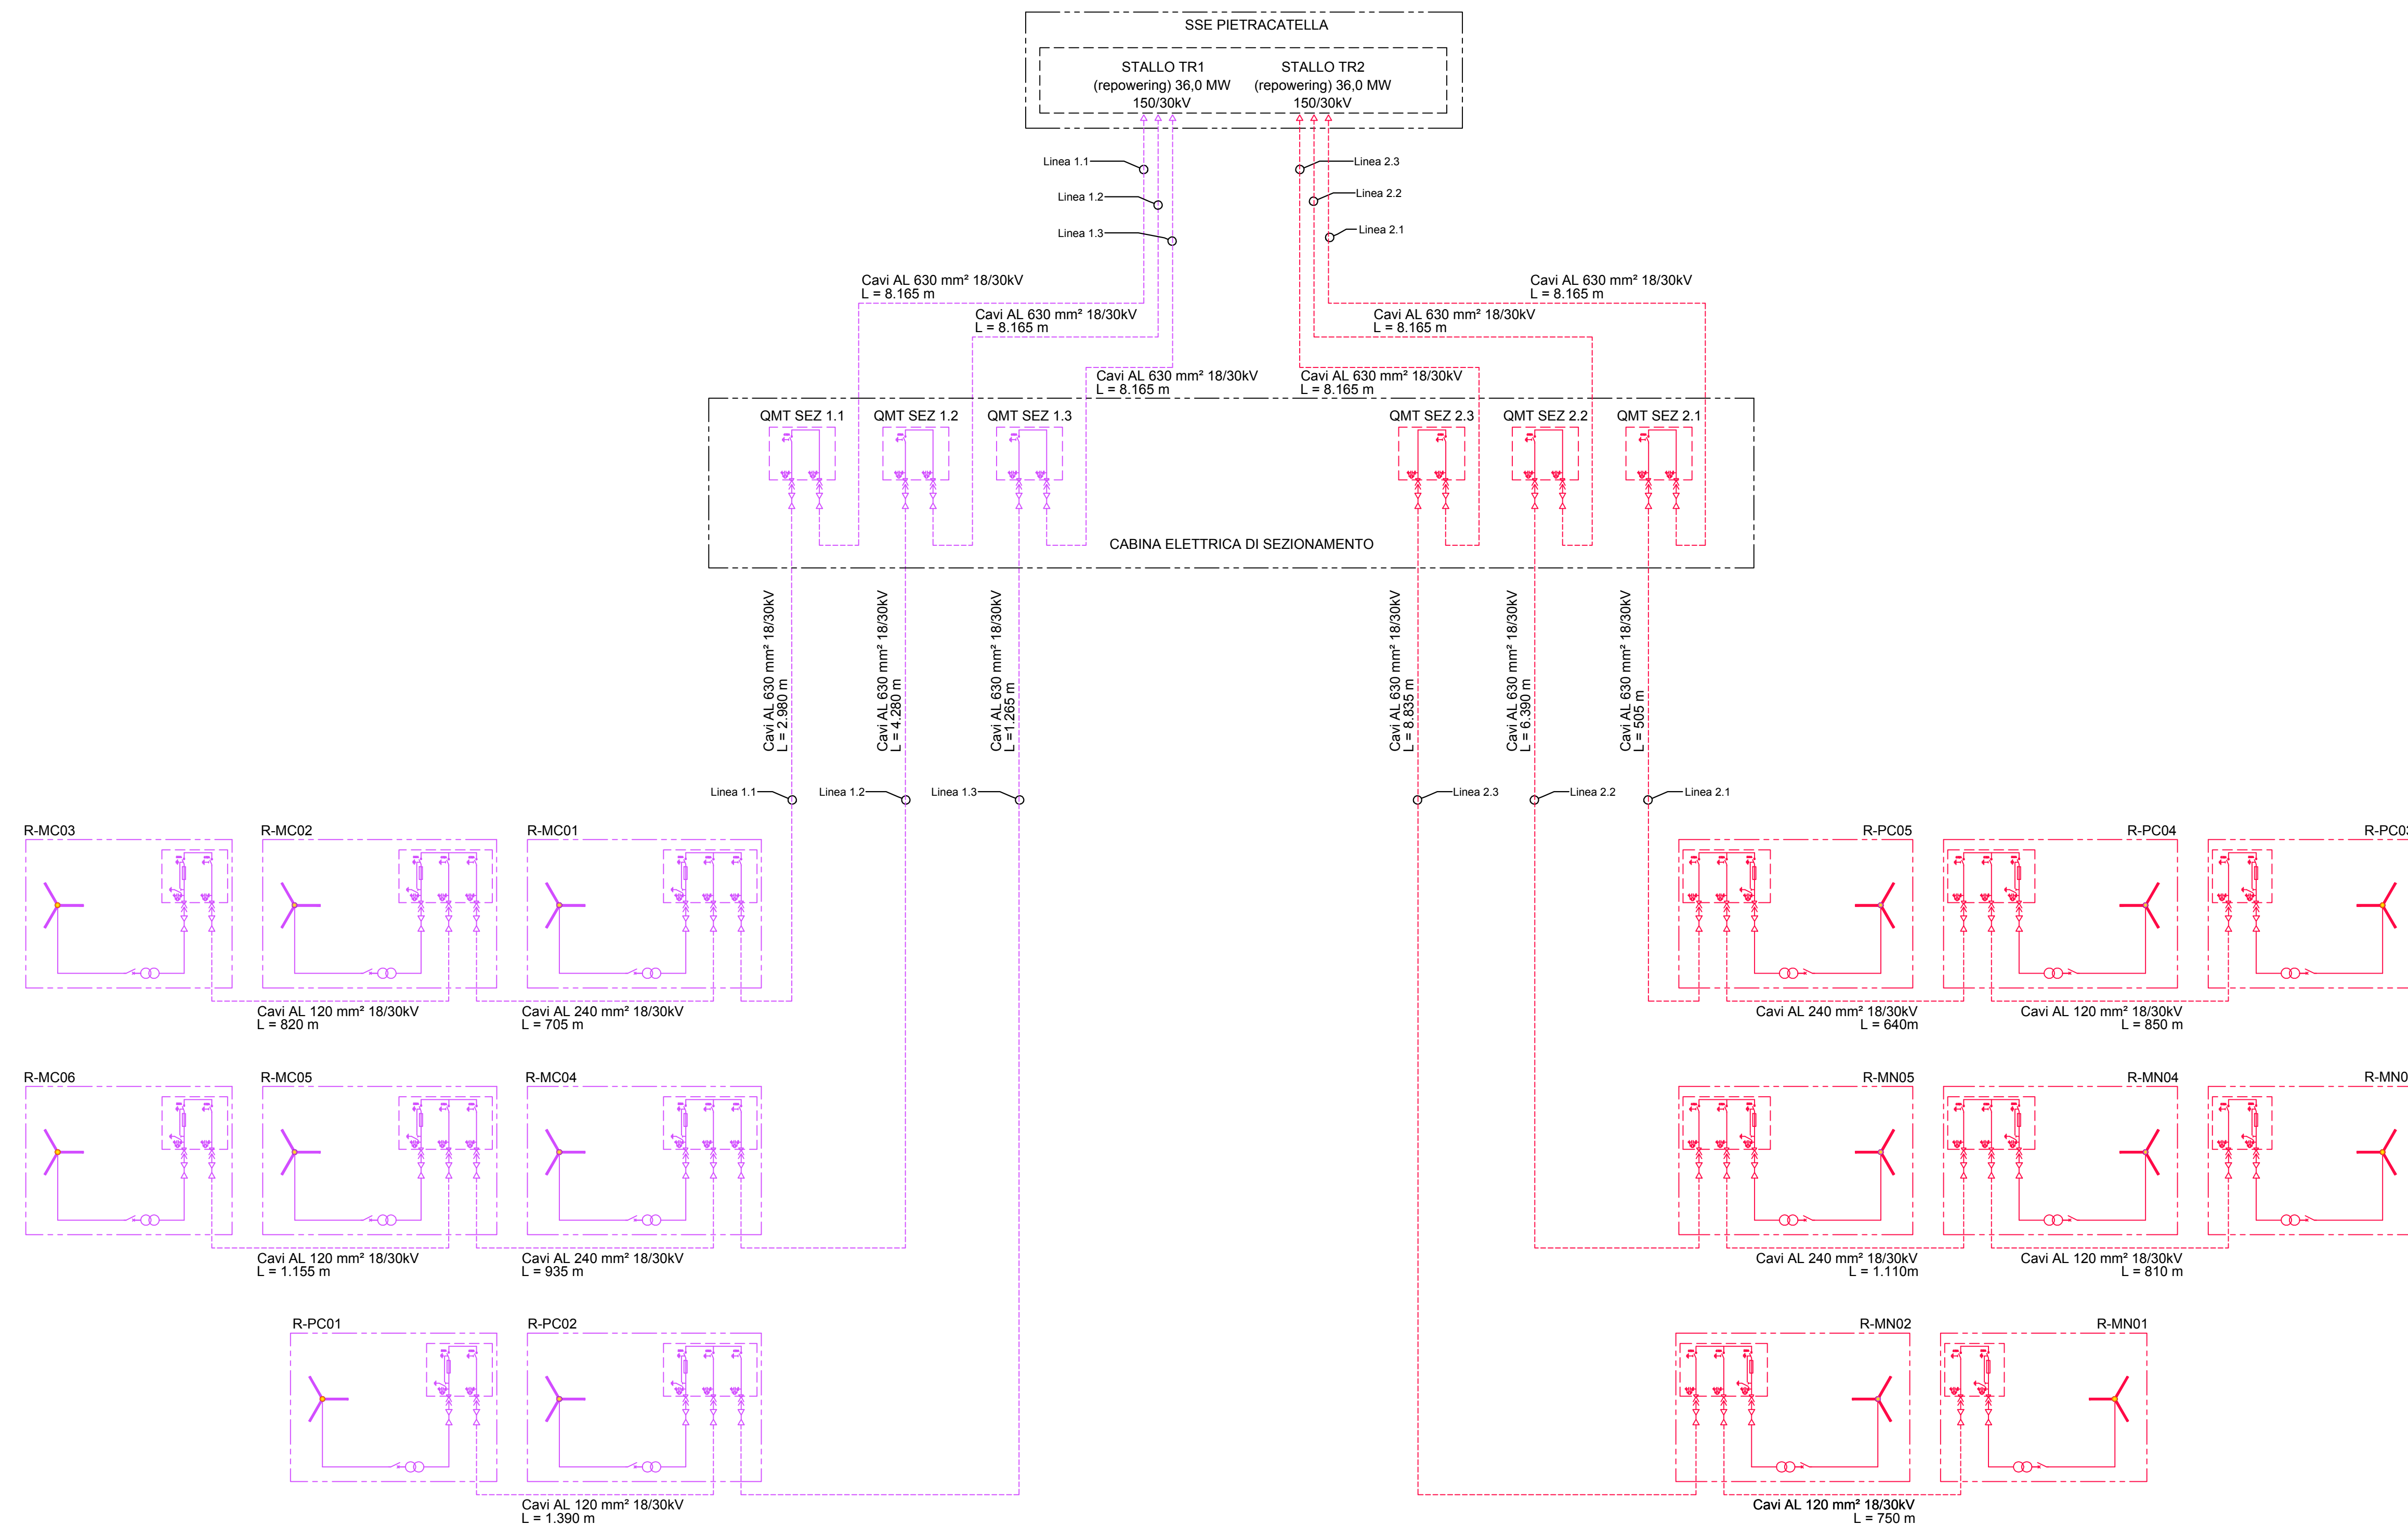 SSE PIETRACATELLA
STALLO TR1
(repowering) 36,0 MW
150/30kV
STALLO TR2
(repowering) 36,0 MW
150/30kV
Linea 1.1
Linea 1.2
Linea 1.3
Linea 2.3
Linea 2.2
Linea 2.1
Cavi AL 630 mm² 18/30kV
L = 8.165 m
Cavi AL 630 mm² 18/30kV
L = 8.165 m
Cavi AL 630 mm² 18/30kV
L = 8.165 m
Cavi AL 630 mm² 18/30kV
L = 8.165 m
Cavi AL 630 mm² 18/30kV
L = 8.165 m
Cavi AL 630 mm² 18/30kV
L = 8.165 m
QMT SEZ 1.1
QMT SEZ 1.2
QMT SEZ 1.3
QMT SEZ 2.3
QMT SEZ 2.2
QMT SEZ 2.1
CABINA ELETTRICA DI SEZIONAMENTO
Cavi AL 630 mm² 18/30kV
L = 2.980 m
Cavi AL 630 mm² 18/30kV
L = 4.280 m
Cavi AL 630 mm² 18/30kV
L =1.265 m
Cavi AL 630 mm² 18/30kV
L = 8.835 m
Cavi AL 630 mm² 18/30kV
L = 6.390 m
Cavi AL 630 mm² 18/30kV
L = 505 m
Linea 1.1
Linea 1.2
Linea 1.3
Linea 2.3
Linea 2.2
Linea 2.1
R-MC03
R-MC02
R-MC01
R-PC05
R-PC04
R-PC03
Cavi AL 120 mm² 18/30kV
L = 820 m
Cavi AL 240 mm² 18/30kV
L = 705 m
Cavi AL 240 mm² 18/30kV
L = 640m
Cavi AL 120 mm² 18/30kV
L = 850 m
R-MC06
R-MC05
R-MC04
R-MN05
R-MN04
R-MN0
Cavi AL 120 mm² 18/30kV
L = 1.155 m
Cavi AL 240 mm² 18/30kV
L = 935 m
Cavi AL 240 mm² 18/30kV
L = 1.110m
Cavi AL 120 mm² 18/30kV
L = 810 m
R-PC01
R-PC02
R-MN02
R-MN01
Cavi AL 120 mm² 18/30kV
L = 1.390 m
Cavi AL 120 mm² 18/30kV
L = 750 m